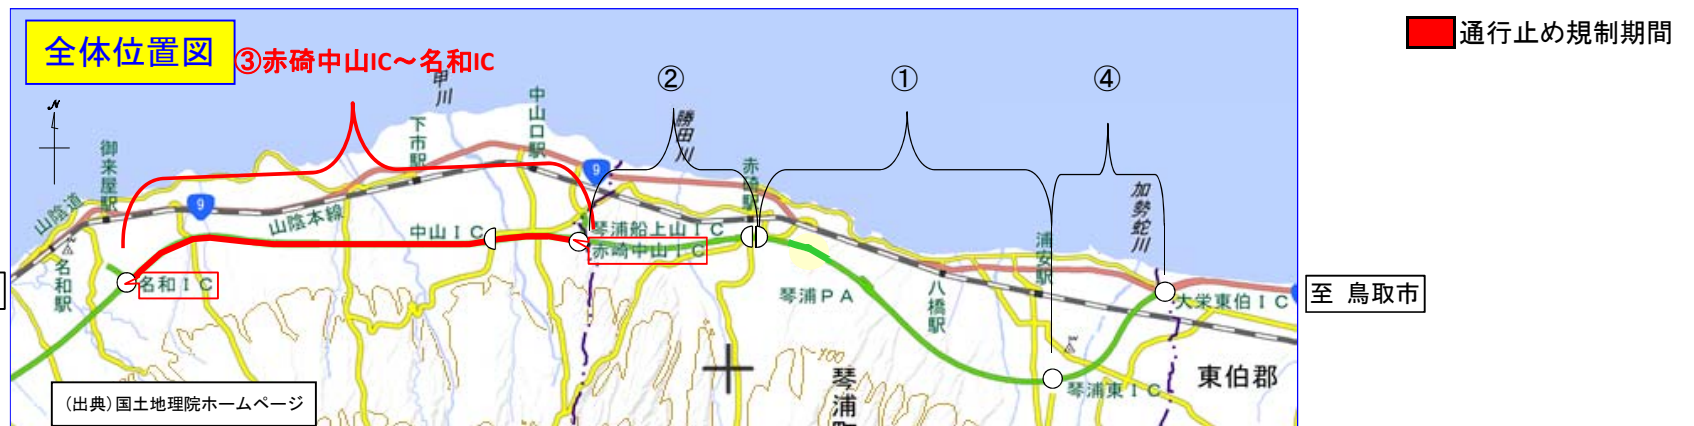 全体位置図
③赤碕中山IC～名和IC
②
①
④
通行止め規制期間
甲川
中山口駅
下市駅
勝田川
御来屋駅
赤碕駅
加勢蛇川
9
9
山陰道
山陰本線
中山IC
琴浦船上山IC
赤碕中山IC
浦安駅
名和駅
名和IC
琴浦PA
八橋駅
大栄東伯IC
至 鳥取市
400
琴浦町
琴浦東IC
東伯郡
(出典)国土地理院ホームページ